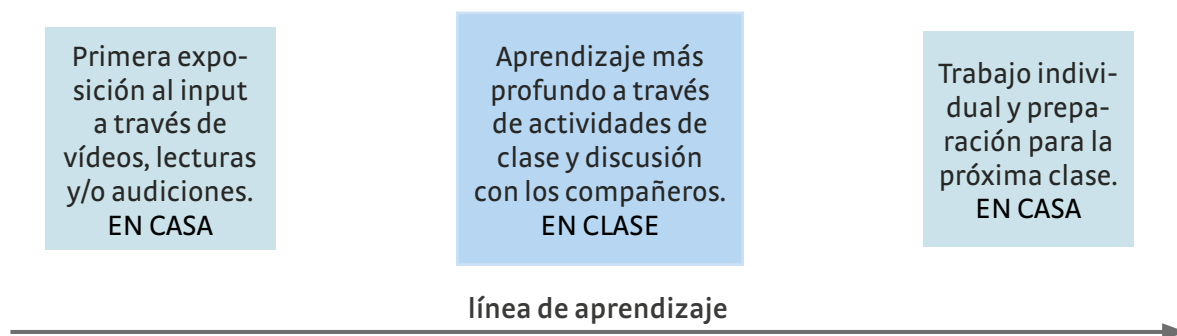 Primera expo-
sición al input
a través de
vídeos, lecturas
y/o audiciones.
EN CASA
Aprendizaje más
profundo a través
de actividades de
clase y discusión
con los compañeros.
EN CLASE
Trabajo indivi-
dual y prepa-
ración para la
próxima clase.
EN CASA
línea de aprendizaje